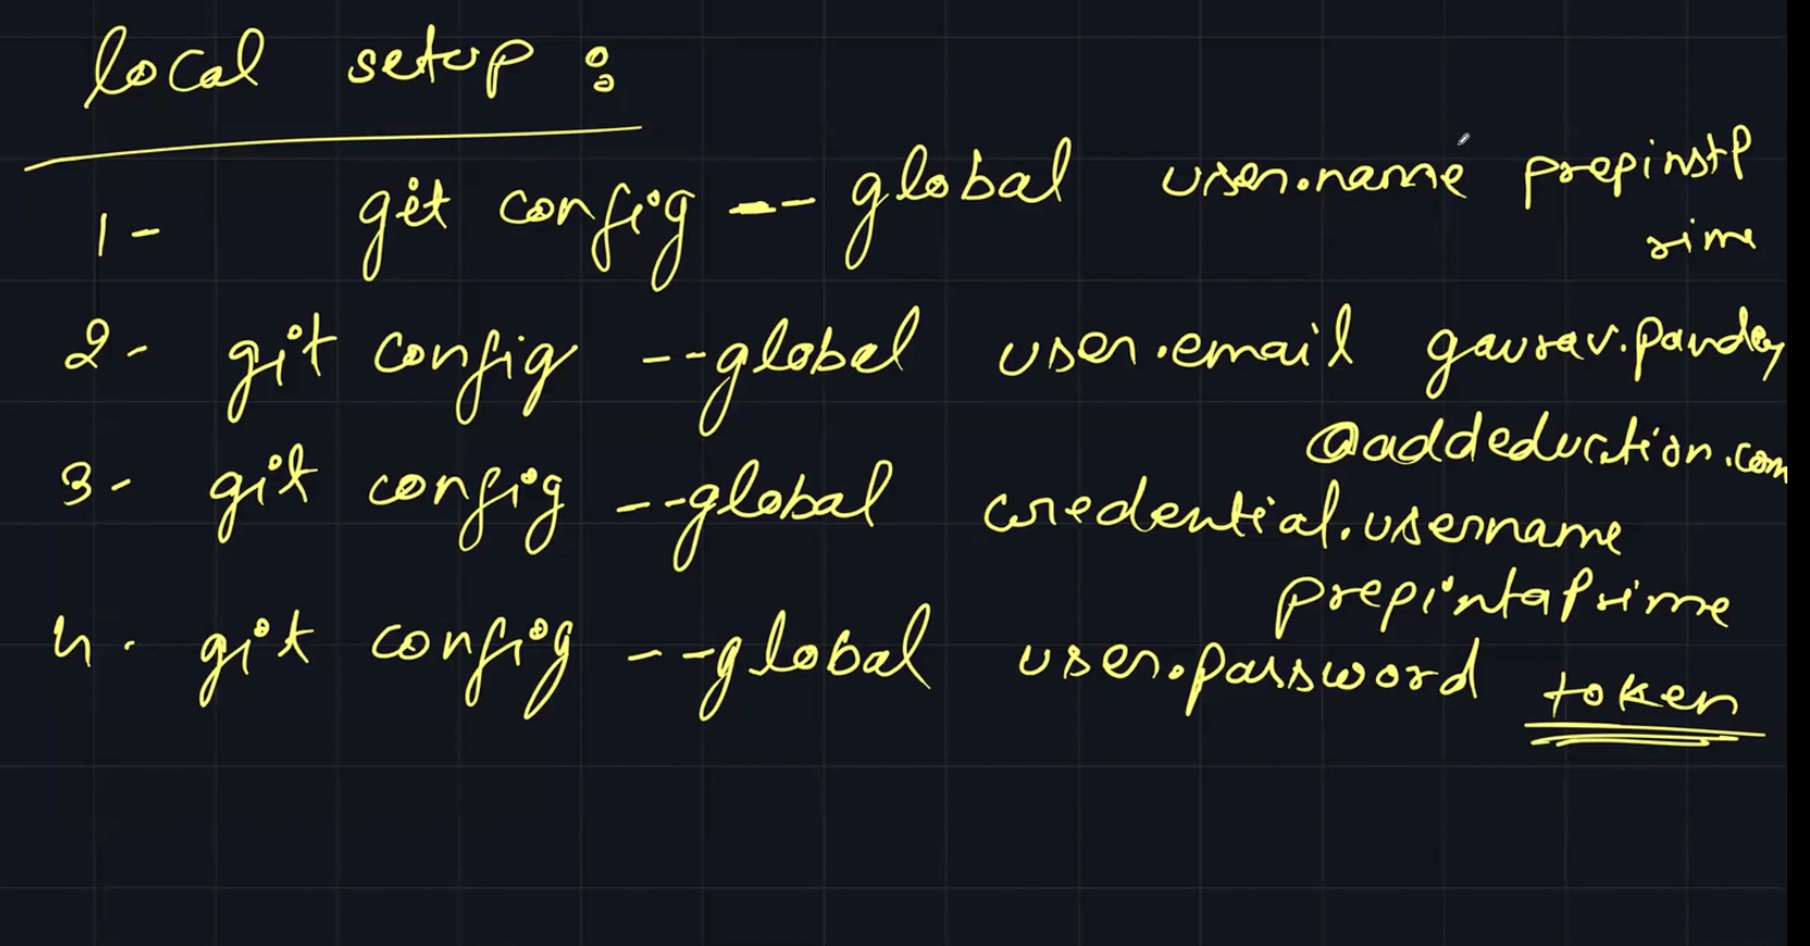 local setup :
1- git config -- global user.name prepinstP
rime
2- git config --global user.email gaurav.pandey
@addeduction.com
3- git config --global credential.username
prepintaPrime
4. git config --global user.password token